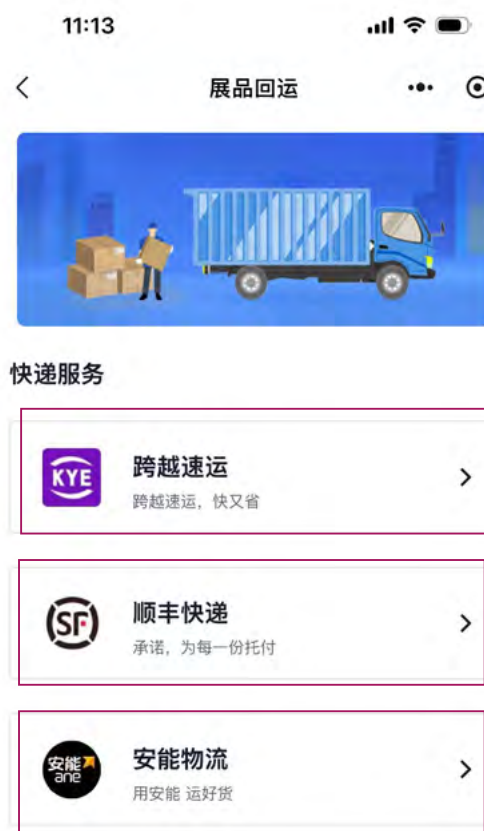 11:13
展品回运
快递服务
KYE
跨越速运
跨越速运，快又省
SF
顺丰快递
承诺，为每一份托付
安能
ane
安能物流
用安能 运好货